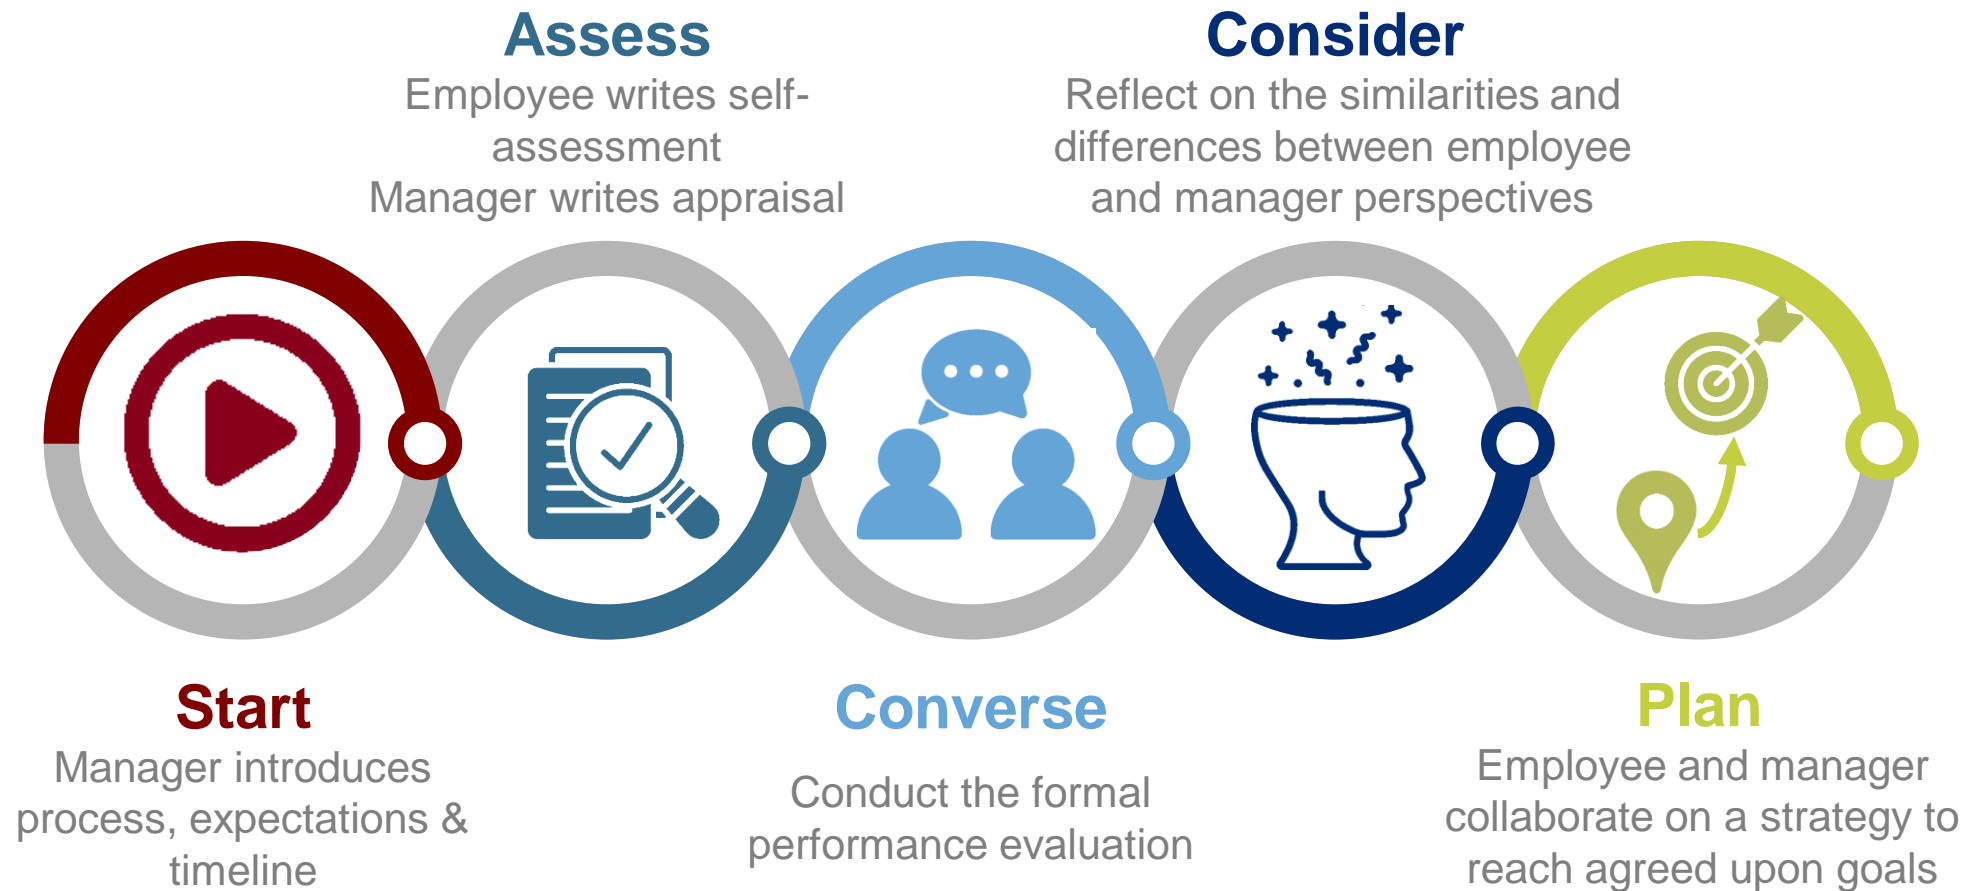 Assess
Employee writes self-
assessment
Manager writes appraisal
Consider
Reflect on the similarities and
differences between employee
and manager perspectives
Start
Manager introduces
process, expectations &
timeline
Converse
Conduct the formal
performance evaluation
Plan
Employee and manager
collaborate on a strategy to
reach agreed upon goals